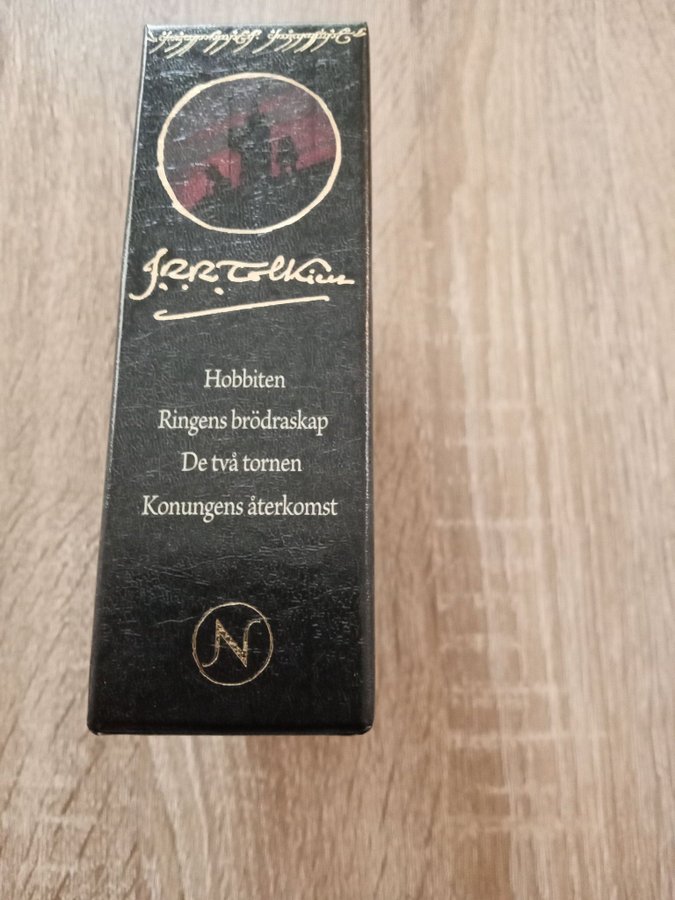 J.R.R. Tolkien
Hobbiten
Ringens brödraskap
De två tornen
Konungens återkomst
N